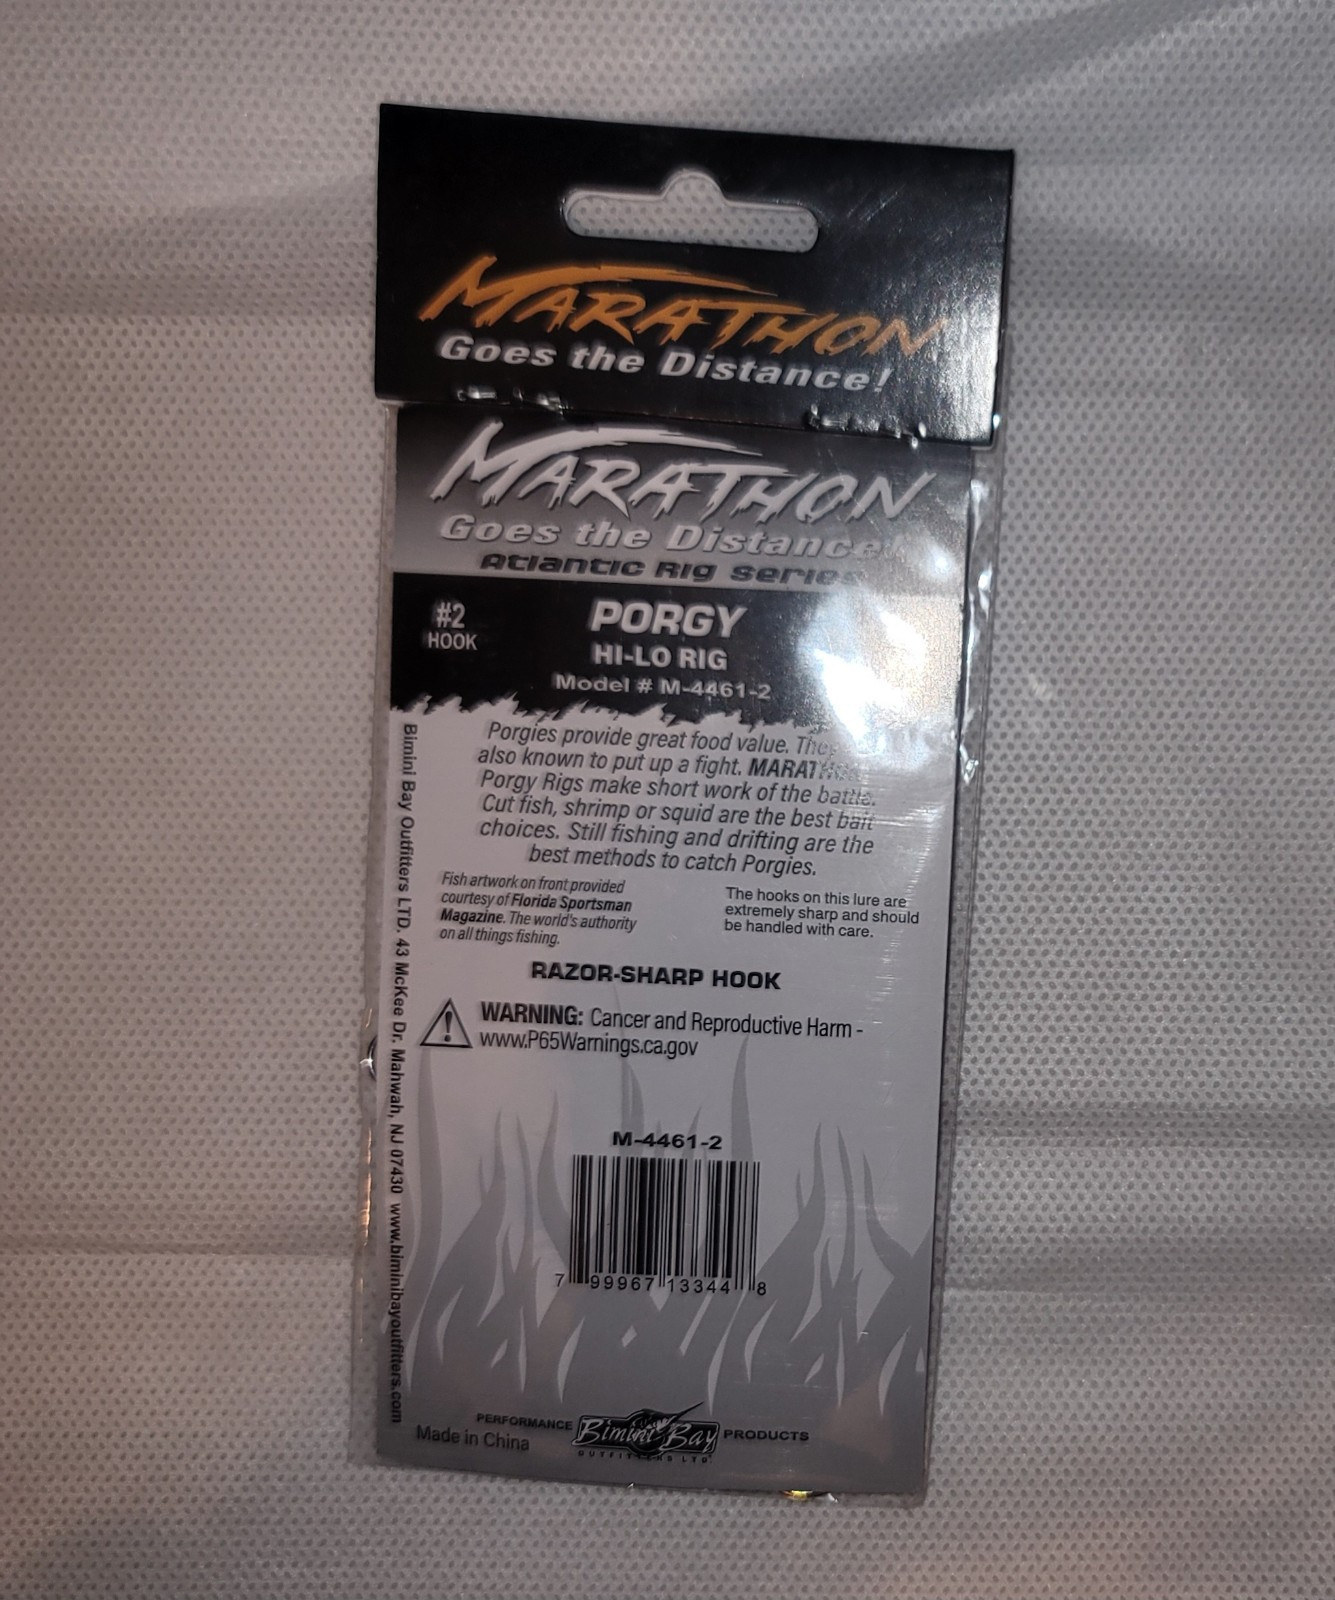 MARATHON
Goes the Distance!
MARATHON
Goes the Distance!
Atlantic Rig series
#2
HOOK
PORGY
HI-LO RIG
Model # M-4461-2
Porgies provide great food value. They
also known to put up a fight. MARATHON
Porgy Rigs make short work of the battle.
Cut fish, shrimp or squid are the best bait
choices. Still fishing and drifting are the
best methods to catch Porgies.
Fish artwork on front provided
courtesy of Florida Sportsman
Magazine. The world's authority
on all things fishing.
The hooks on this lure are
extremely sharp and should
be handled with care.
RAZOR-SHARP HOOK
WARNING: Cancer and Reproductive Harm -
www.P65Warnings.ca.gov
M-4461-2
7 99967 13344 8
Bimini Bay Outfitters LTD. 43 McKee Dr. Mahwah, NJ 07430 www.biminibayoutfitters.com
PERFORMANCE Bimini Bay PRODUCTS
OUTFITTERS LTD.
Made in China